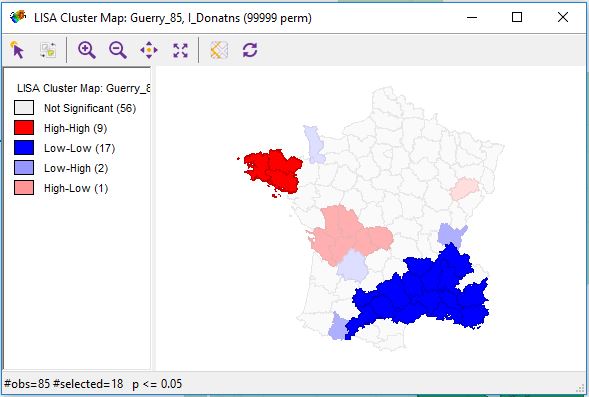 LISA Cluster Map: Guerry_85, I_Donatns (99999 perm)
LISA Cluster Map: Guerry_8
Not Significant (56)
High-High (9)
Low-Low (17)
Low-High (2)
High-Low (1)
#obs=85 #selected=18 p <= 0.05